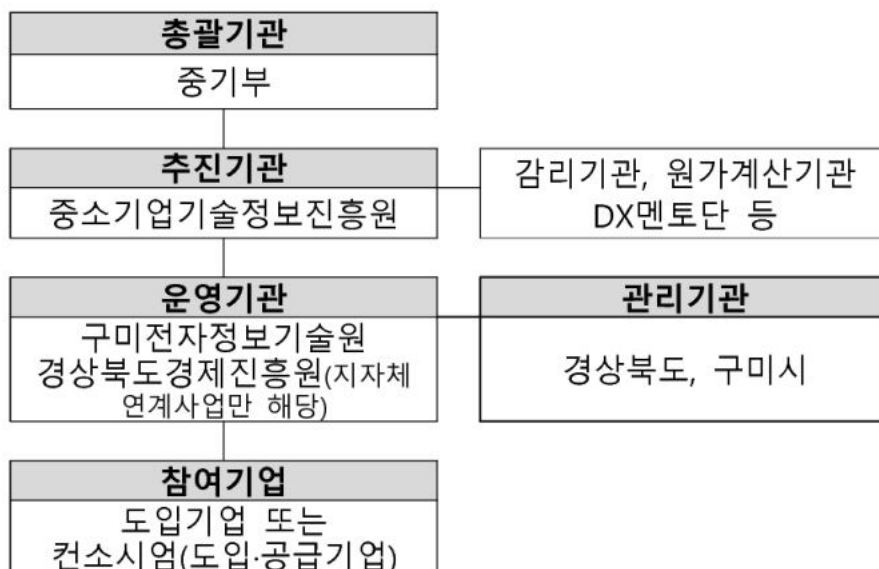 총괄기관
중기부
추진기관
중소기업기술정보진흥원
감리기관, 원가계산기관
DX멘토단 등
운영기관
구미전자정보기술원
경상북도경제진흥원(지자체
연계사업만 해당)
관리기관
경상북도, 구미시
참여기업
도입기업 또는
컨소시엄(도입·공급기업)